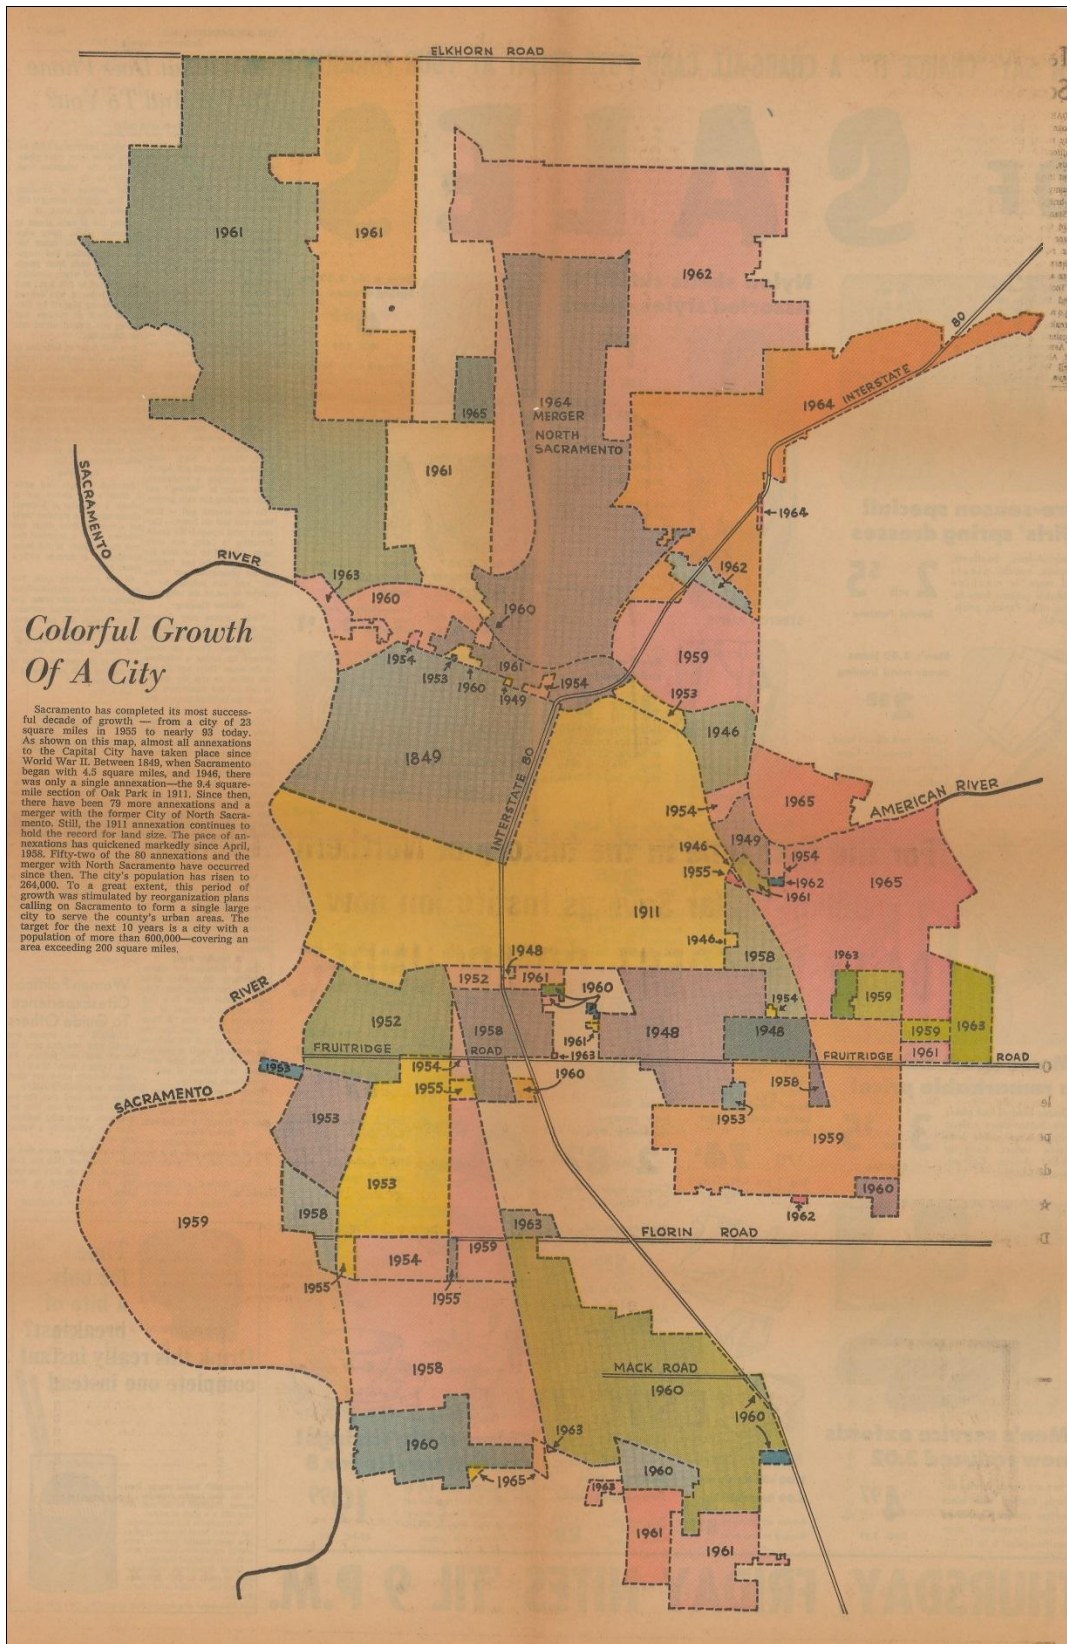 ELKHORN ROAD
1961
1961
1962
80
INTERSTATE
1964
1965
1964
MERGER
NORTH
SACRAMENTO
1961
1964
SACRAMENTO
RIVER
1963
1960
1962
1960
1954
1953
1960
1961
1949
1954
1959
1953
1946
Colorful Growth
Of A City
Sacramento has completed its most success-
ful decade of growth — from a city of 23
square miles in 1955 to nearly 93 today.
As shown on this map, almost all annexations
to the Capital City have taken place since
World War II. Between 1849, when Sacramento
began with 4.5 square miles, and 1946, there
was only a single annexation—the 9.4 square-
mile section of Oak Park in 1911. Since then,
there have been 79 more annexations and a
merger with the former City of North Sacra-
mento. Still, the 1911 annexation continues to
hold the record for land size. The pace of an-
nexations has quickened markedly since April,
1958. Fifty-two of the 80 annexations and the
merger with North Sacramento have occurred
since then. The city's population has risen to
264,000. To a great extent, this period of
growth was stimulated by reorganization plans
calling on Sacramento to form a single large
city to serve the county's urban areas. The
target for the next 10 years is a city with a
population of more than 600,000—covering an
area exceeding 200 square miles.
1849
INTERSTATE 80
1965
AMERICAN RIVER
1954
1949
1946
1955
1954
1962
1961
1965
1911
1946
1958
1948
1952
1961
1960
1963
1959
1954
RIVER
1952
1958
1961
1948
1948
1959
1963
1963
1961
FRUITRIDGE ROAD
FRUITRIDGE ROAD
1953
1954
1955
1960
1958
1953
SACRAMENTO
1953
1959
1953
1958
1960
1962
1959
1963
FLORIN ROAD
1954
1959
1955
1955
1958
MACK ROAD
1960
1960
1960
1963
1965
1960
1963
1961
1961